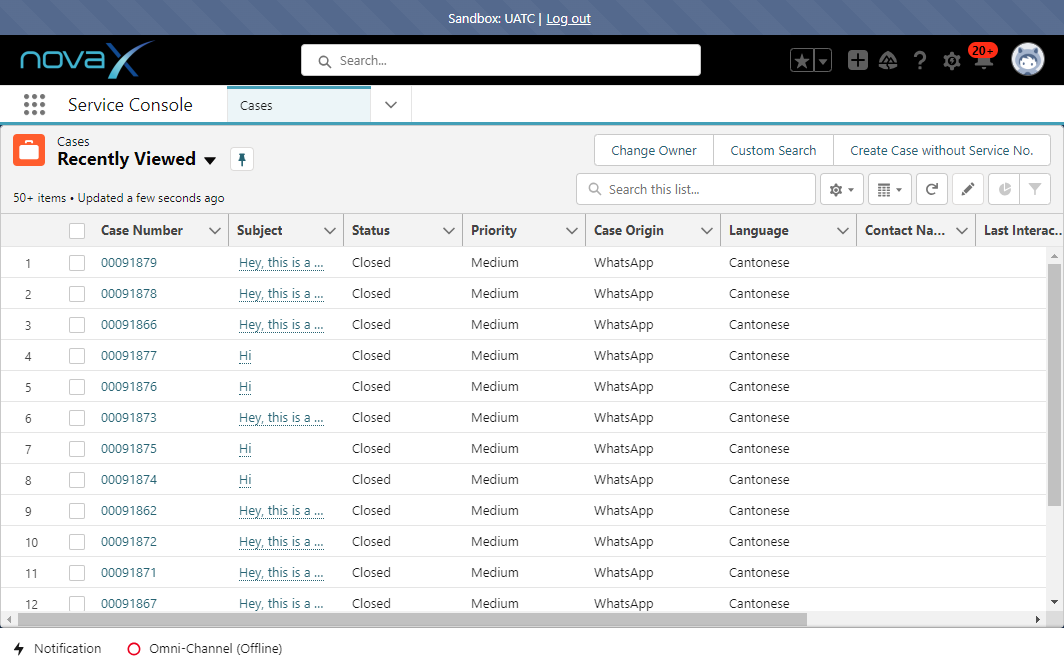 Sandbox: UATC | Log out
novaX
Search...
20+
Service Console
Cases
Cases
Recently Viewed
Change Owner
Custom Search
Create Case without Service No.
50+ items • Updated a few seconds ago
Search this list...
Case Number Subject Status Priority Case Origin Language Contact Na... Last Interac...
1 00091879 Hey, this is a ... Closed Medium WhatsApp Cantonese
2 00091878 Hey, this is a ... Closed Medium WhatsApp Cantonese
3 00091866 Hey, this is a ... Closed Medium WhatsApp Cantonese
4 00091877 Hi Closed Medium WhatsApp Cantonese
5 00091876 Hi Closed Medium WhatsApp Cantonese
6 00091873 Hey, this is a ... Closed Medium WhatsApp Cantonese
7 00091875 Hi Closed Medium WhatsApp Cantonese
8 00091874 Hi Closed Medium WhatsApp Cantonese
9 00091862 Hey, this is a ... Closed Medium WhatsApp Cantonese
10 00091872 Hey, this is a ... Closed Medium WhatsApp Cantonese
11 00091871 Hey, this is a ... Closed Medium WhatsApp Cantonese
12 00091867 Hey, this is a ... Closed Medium WhatsApp Cantonese
Notification
Omni-Channel (Offline)